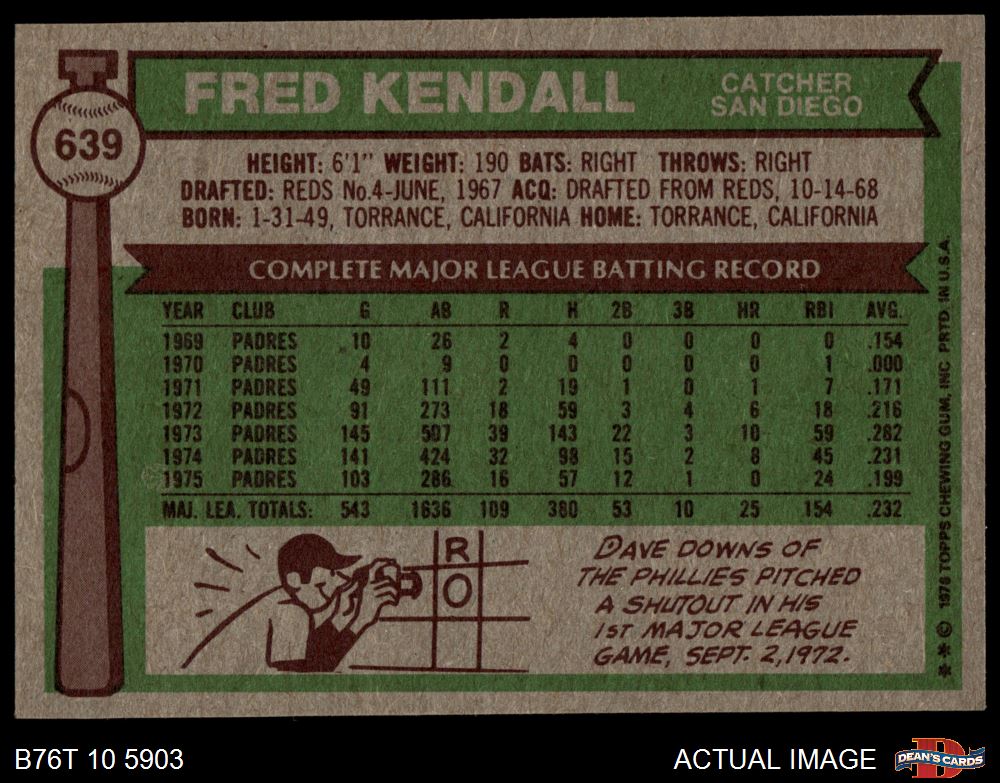 639
FRED KENDALL
CATCHER
SAN DIEGO
HEIGHT: 6'1" WEIGHT: 190 BATS: RIGHT THROWS: RIGHT
DRAFTED: REDS No.4-JUNE, 1967 ACQ: DRAFTED FROM REDS, 10-14-68
BORN: 1-31-49, TORRANCE, CALIFORNIA HOME: TORRANCE, CALIFORNIA
COMPLETE MAJOR LEAGUE BATTING RECORD
YEAR CLUB G AB R H 2B 3B HR RBI AVG.
1969 PADRES 10 26 2 4 0 0 0 0 .154
1970 PADRES 4 9 0 0 0 0 0 1 .000
1971 PADRES 49 111 2 19 1 0 1 7 .171
1972 PADRES 91 273 18 59 3 4 6 18 .216
1973 PADRES 145 507 39 143 22 3 10 59 .282
1974 PADRES 141 424 32 98 15 2 8 45 .231
1975 PADRES 103 286 16 57 12 1 0 24 .199
MAJ. LEA. TOTALS: 543 1636 109 380 53 10 25 154 .232
R
O
DAVE DOWNS OF
THE PHILLIES PITCHED
A SHUTOUT IN HIS
1ST MAJOR LEAGUE
GAME, SEPT. 2, 1972.
* * © 1976 TOPPS CHEWING GUM, INC PRTD. IN U.S.A.
B76T 10 5903
ACTUAL IMAGE
D
DEAN'S CARDS